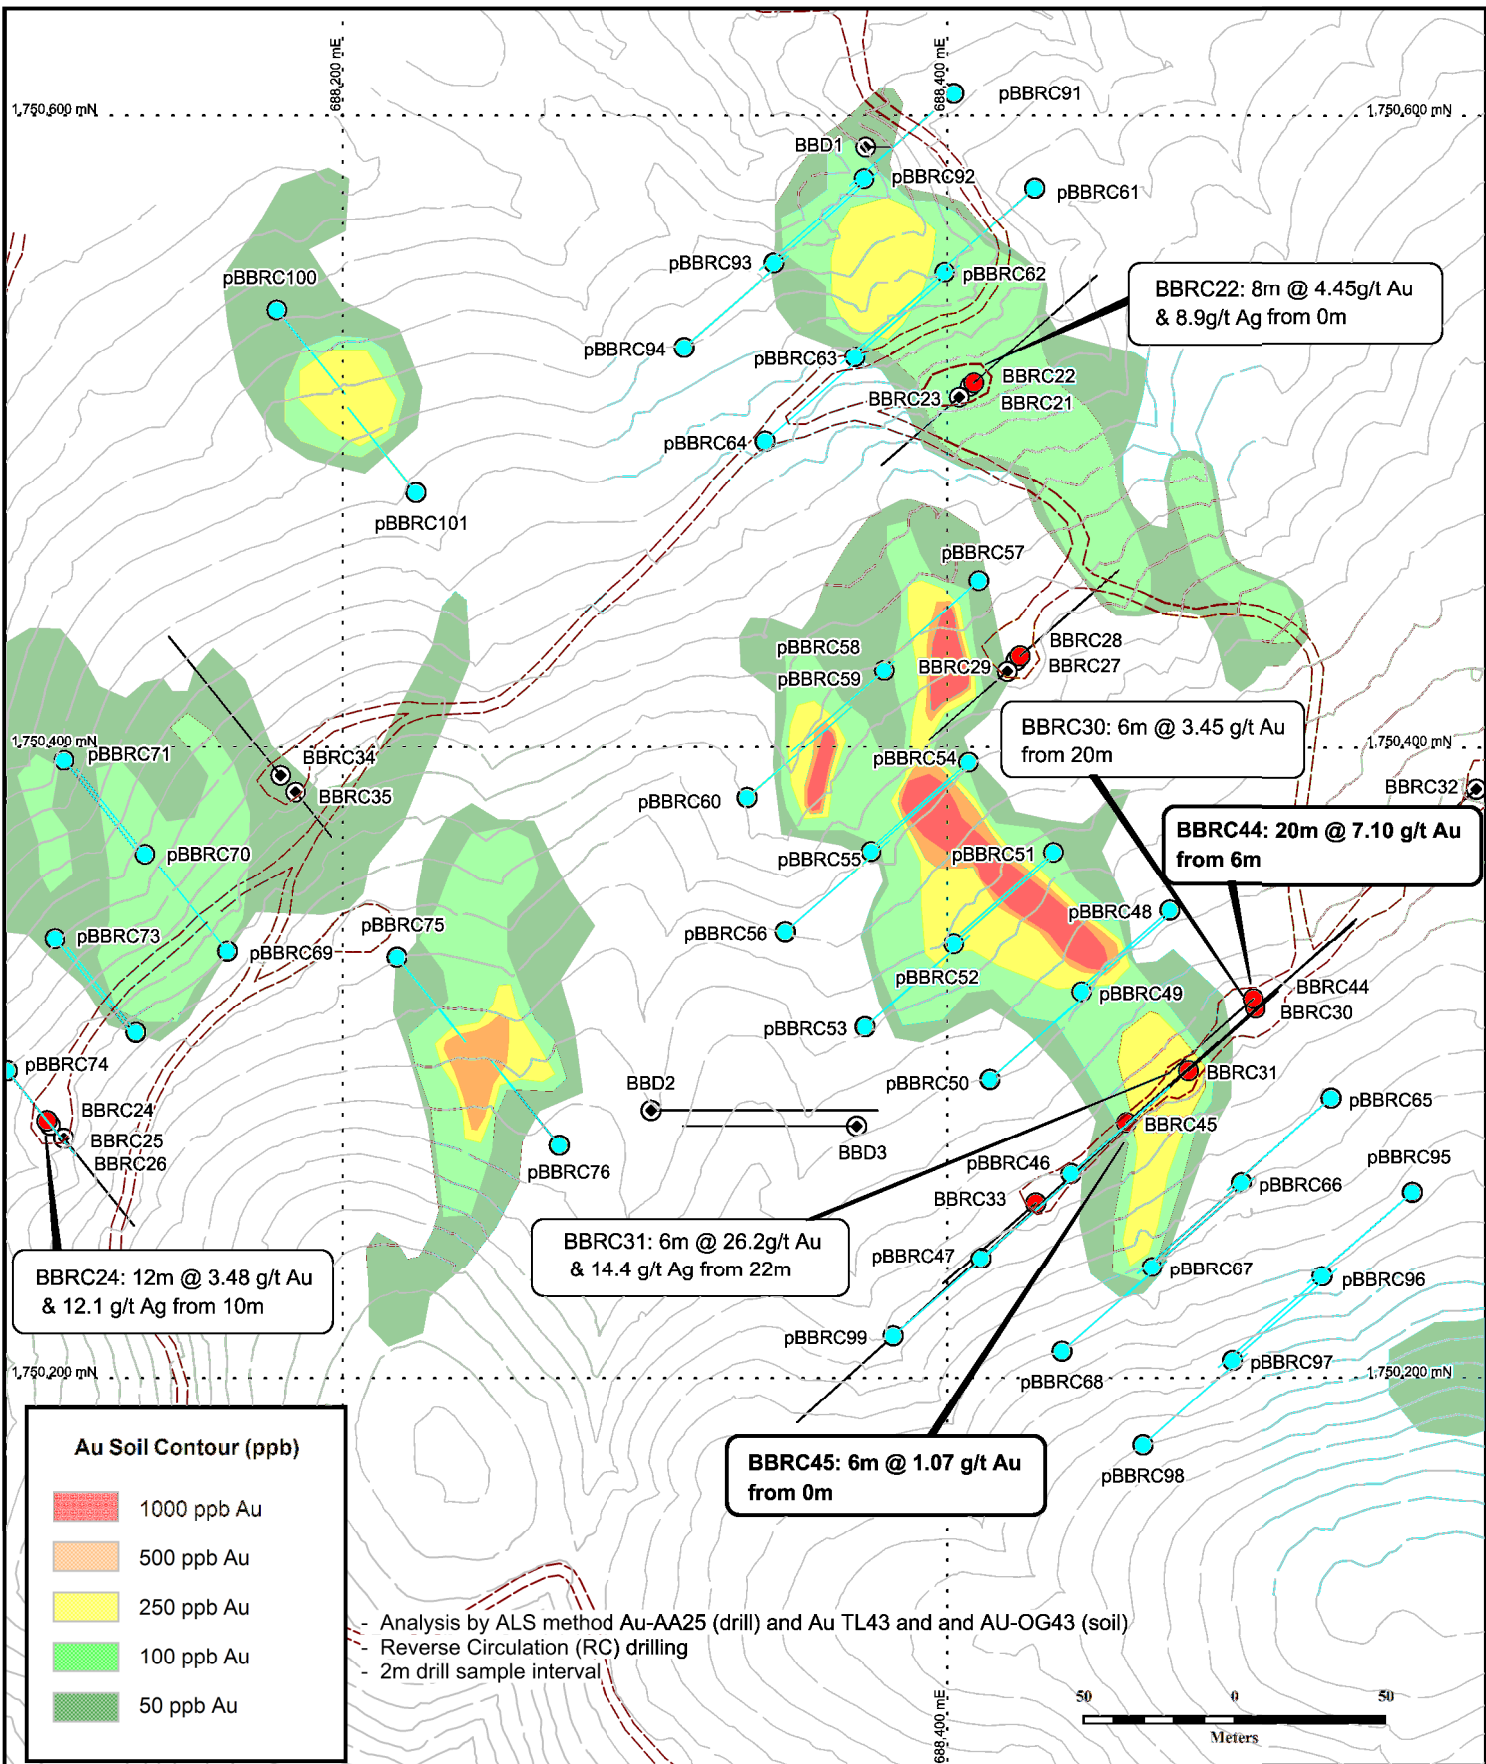 688,200 mE
688,400 mE
pBBRC91
1,750,600 mN
1,750,600 mN
BBD1
pBBRC92
pBBRC61
pBBRC93
pBBRC62
pBBRC100
BBRC22: 8m @ 4.45g/t Au
& 8.9g/t Ag from 0m
pBBRC94
pBBRC63
BBRC22
BBRC23
BBRC21
pBBRC64
pBBRC101
pBBRC57
pBBRC58
BBRC28
BBRC29
BBRC27
pBBRC59
BBRC30: 6m @ 3.45 g/t Au
from 20m
1,750,400 mN
pBBRC71
1,750,400 mN
BBRC34
pBBRC54
BBRC35
BBRC32
pBBRC60
BBRC44: 20m @ 7.10 g/t Au
from 6m
pBBRC70
pBBRC55
pBBRC51
pBBRC48
pBBRC75
pBBRC73
pBBRC56
pBBRC69
pBBRC52
pBBRC49
BBRC44
BBRC30
pBBRC53
pBBRC74
BBRC31
BBD2
pBBRC50
pBBRC65
BBRC24
BBRC45
BBRC25
BBD3
BBRC26
pBBRC76
pBBRC46
pBBRC95
pBBRC66
BBRC33
BBRC31: 6m @ 26.2g/t Au
& 14.4 g/t Ag from 22m
pBBRC47
pBBRC67
pBBRC96
BBRC24: 12m @ 3.48 g/t Au
& 12.1 g/t Ag from 10m
pBBRC99
pBBRC68
pBBRC97
1,750,200 mN
1,750,200 mN
Au Soil Contour (ppb)
BBRC45: 6m @ 1.07 g/t Au
from 0m
pBBRC98
1000 ppb Au
500 ppb Au
250 ppb Au
100 ppb Au
50 ppb Au
- Analysis by ALS method Au-AA25 (drill) and Au TL43 and and AU-OG43 (soil)
- Reverse Circulation (RC) drilling
- 2m drill sample interval
688,400 mE
50 0 50
Meters